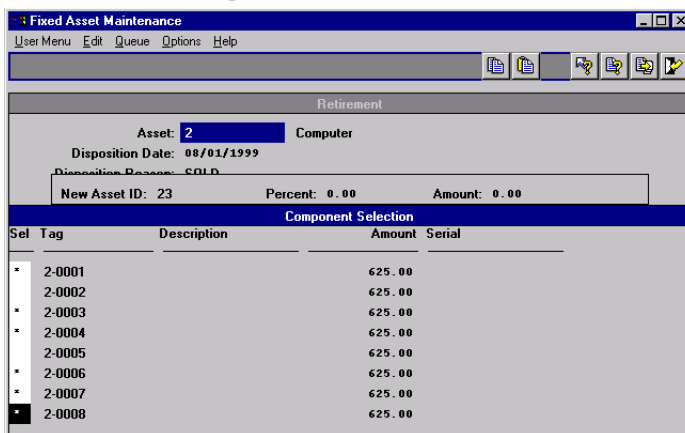 Fixed Asset Maintenance
User Menu Edit Queue Options Help
Retirement
Asset: 2 Computer
Disposition Date: 08/01/1999
Disposition Reason: SOLD
New Asset ID: 23 Percent: 0.00 Amount: 0.00
Component Selection
Sel Tag Description Amount Serial
* 2-0001 625.00
2-0002 625.00
* 2-0003 625.00
* 2-0004 625.00
2-0005 625.00
* 2-0006 625.00
* 2-0007 625.00
* 2-0008 625.00